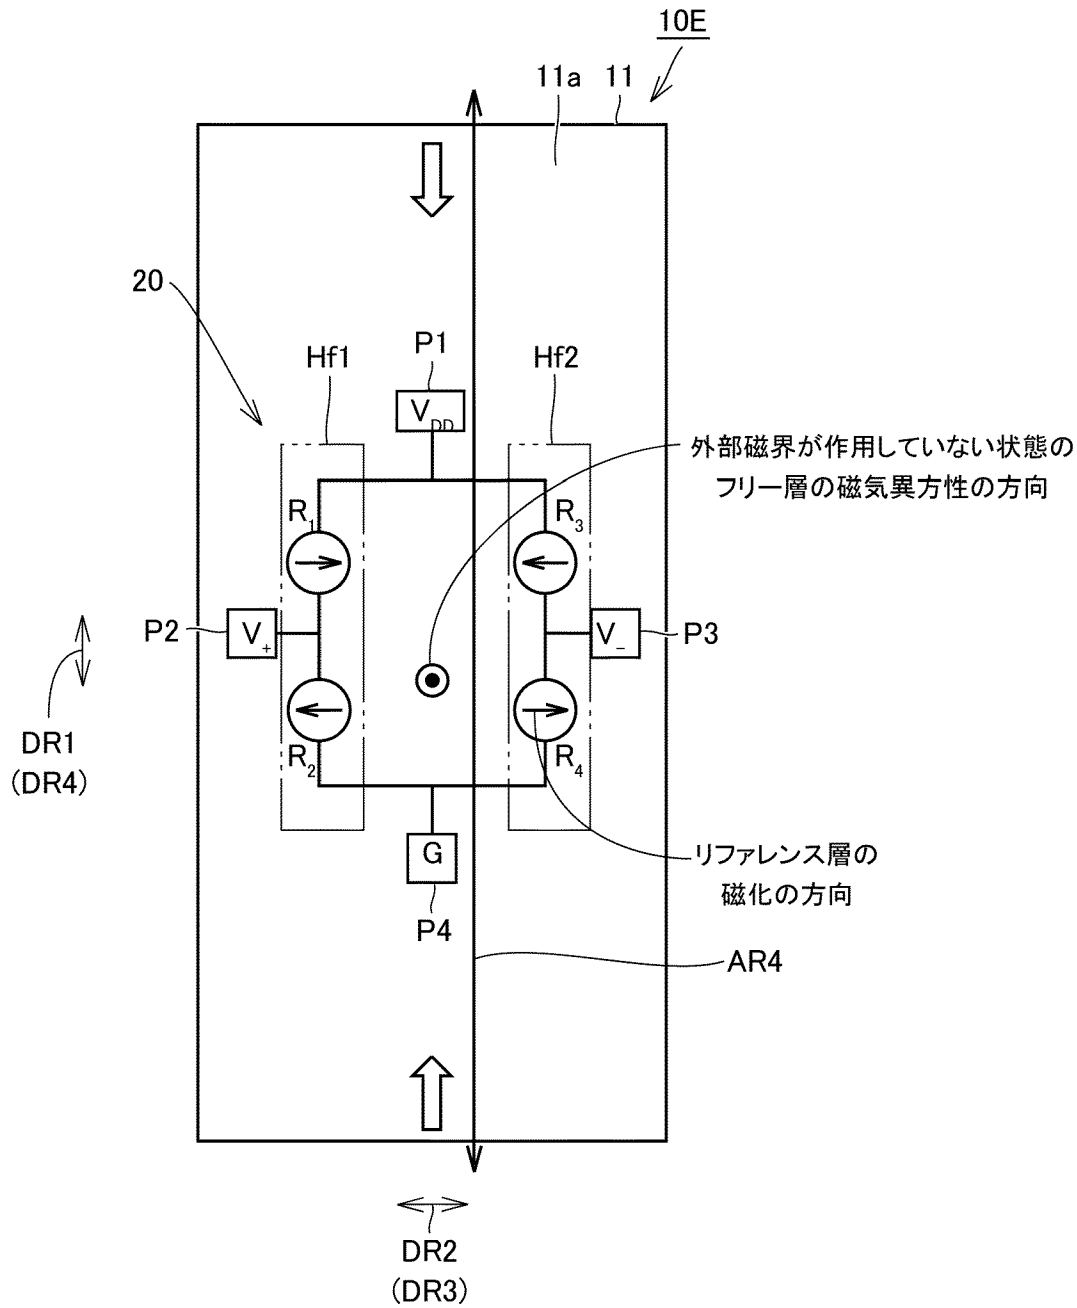 10E
11a 11
20
P1
Hf1
Hf2
VDD
外部磁界が作用していない状態の
フリー層の磁気異方性の方向
R1
R3
P2
V+
V−
P3
DR1
(DR4)
R2
R4
G
リファレンス層の
磁化の方向
P4
AR4
DR2
(DR3)